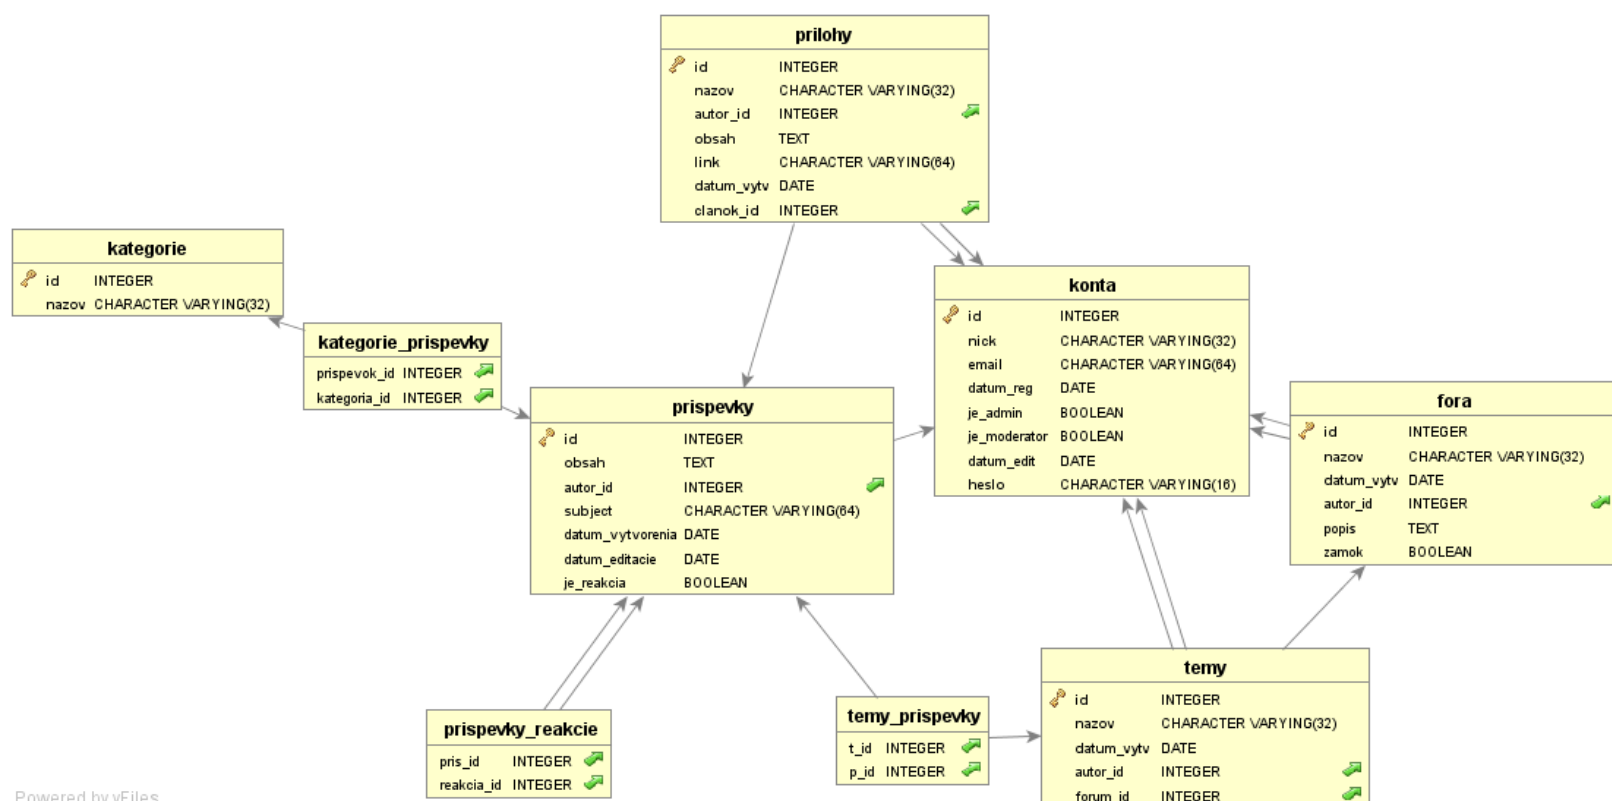 prilohy
id INTEGER
nazov CHARACTER VARYING(32)
autor_id INTEGER
obsah TEXT
link CHARACTER VARYING(64)
datum_vytv DATE
clanok_id INTEGER
kategorie
id INTEGER
nazov CHARACTER VARYING(32)
kategorie_prispevky
prispevok_id INTEGER
kategoria_id INTEGER
konta
id INTEGER
nick CHARACTER VARYING(32)
email CHARACTER VARYING(64)
datum_reg DATE
je_admin BOOLEAN
je_moderator BOOLEAN
datum_edit DATE
heslo CHARACTER VARYING(16)
prispevky
id INTEGER
obsah TEXT
autor_id INTEGER
subject CHARACTER VARYING(64)
datum_vytvorenia DATE
datum_editacie DATE
je_reakcia BOOLEAN
fora
id INTEGER
nazov CHARACTER VARYING(32)
datum_vytv DATE
autor_id INTEGER
popis TEXT
zamok BOOLEAN
prispevky_reakcie
pris_id INTEGER
reakcia_id INTEGER
temy_prispevky
t_id INTEGER
p_id INTEGER
temy
id INTEGER
nazov CHARACTER VARYING(32)
datum_vytv DATE
autor_id INTEGER
forum_id INTEGER
Powered by yFiles